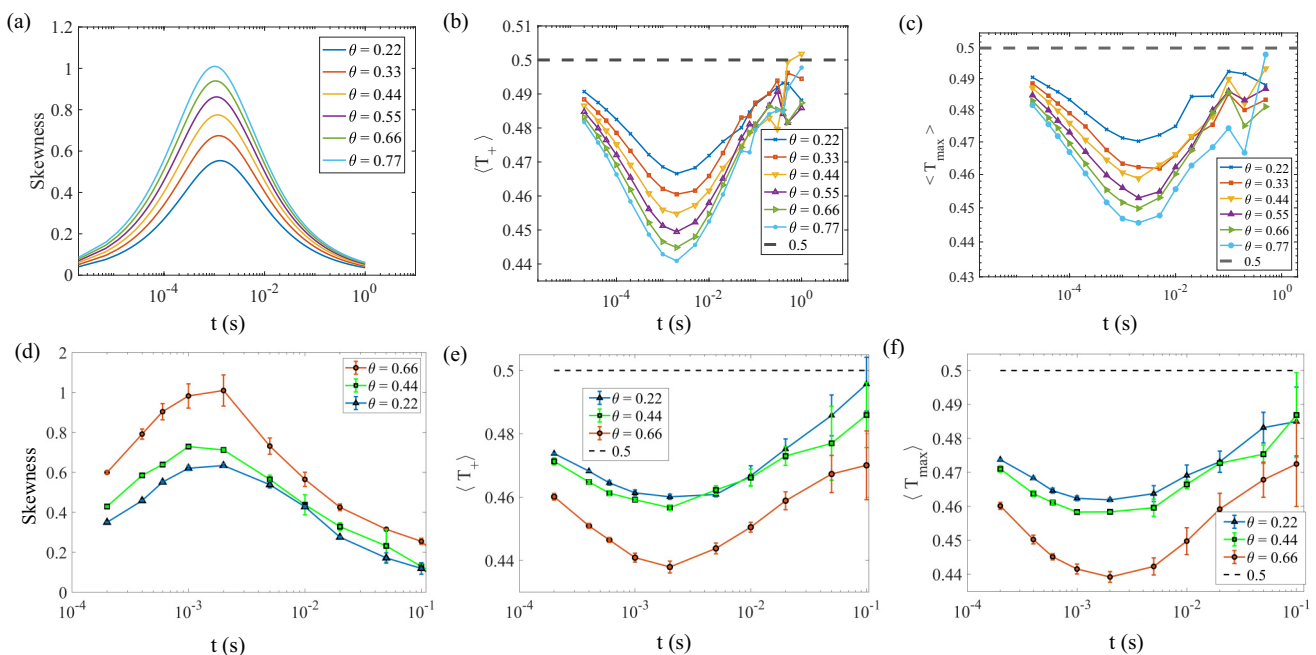 (a)
Skewness
1.2
1
0.8
0.6
0.4
0.2
0
10^-4
10^-2
10^0
t (s)
θ = 0.22
θ = 0.33
θ = 0.44
θ = 0.55
θ = 0.66
θ = 0.77
(b)
⟨T_+⟩
0.51
0.5
0.49
0.48
0.47
0.46
0.45
0.44
10^-4
10^-2
10^0
t (s)
θ = 0.22
θ = 0.33
θ = 0.44
θ = 0.55
θ = 0.66
θ = 0.77
0.5
(c)
< T_max >
0.5
0.49
0.48
0.47
0.46
0.45
0.44
0.43
10^-4
10^-2
10^0
t (s)
θ = 0.22
θ = 0.33
θ = 0.44
θ = 0.55
θ = 0.66
θ = 0.77
0.5
(d)
Skewness
2
1.2
1
0.8
0.6
0.4
0.2
0
10^-4
10^-3
10^-2
10^-1
t (s)
θ = 0.66
θ = 0.44
θ = 0.22
(e)
⟨ T_+ ⟩
0.5
0.48
0.46
0.44
10^-4
10^-3
10^-2
10^-1
t (s)
θ = 0.22
θ = 0.44
θ = 0.66
0.5
(f)
⟨ T_max ⟩
0.5
0.49
0.48
0.47
0.46
0.45
0.44
10^-4
10^-3
10^-2
10^-1
t (s)
θ = 0.22
θ = 0.44
θ = 0.66
0.5